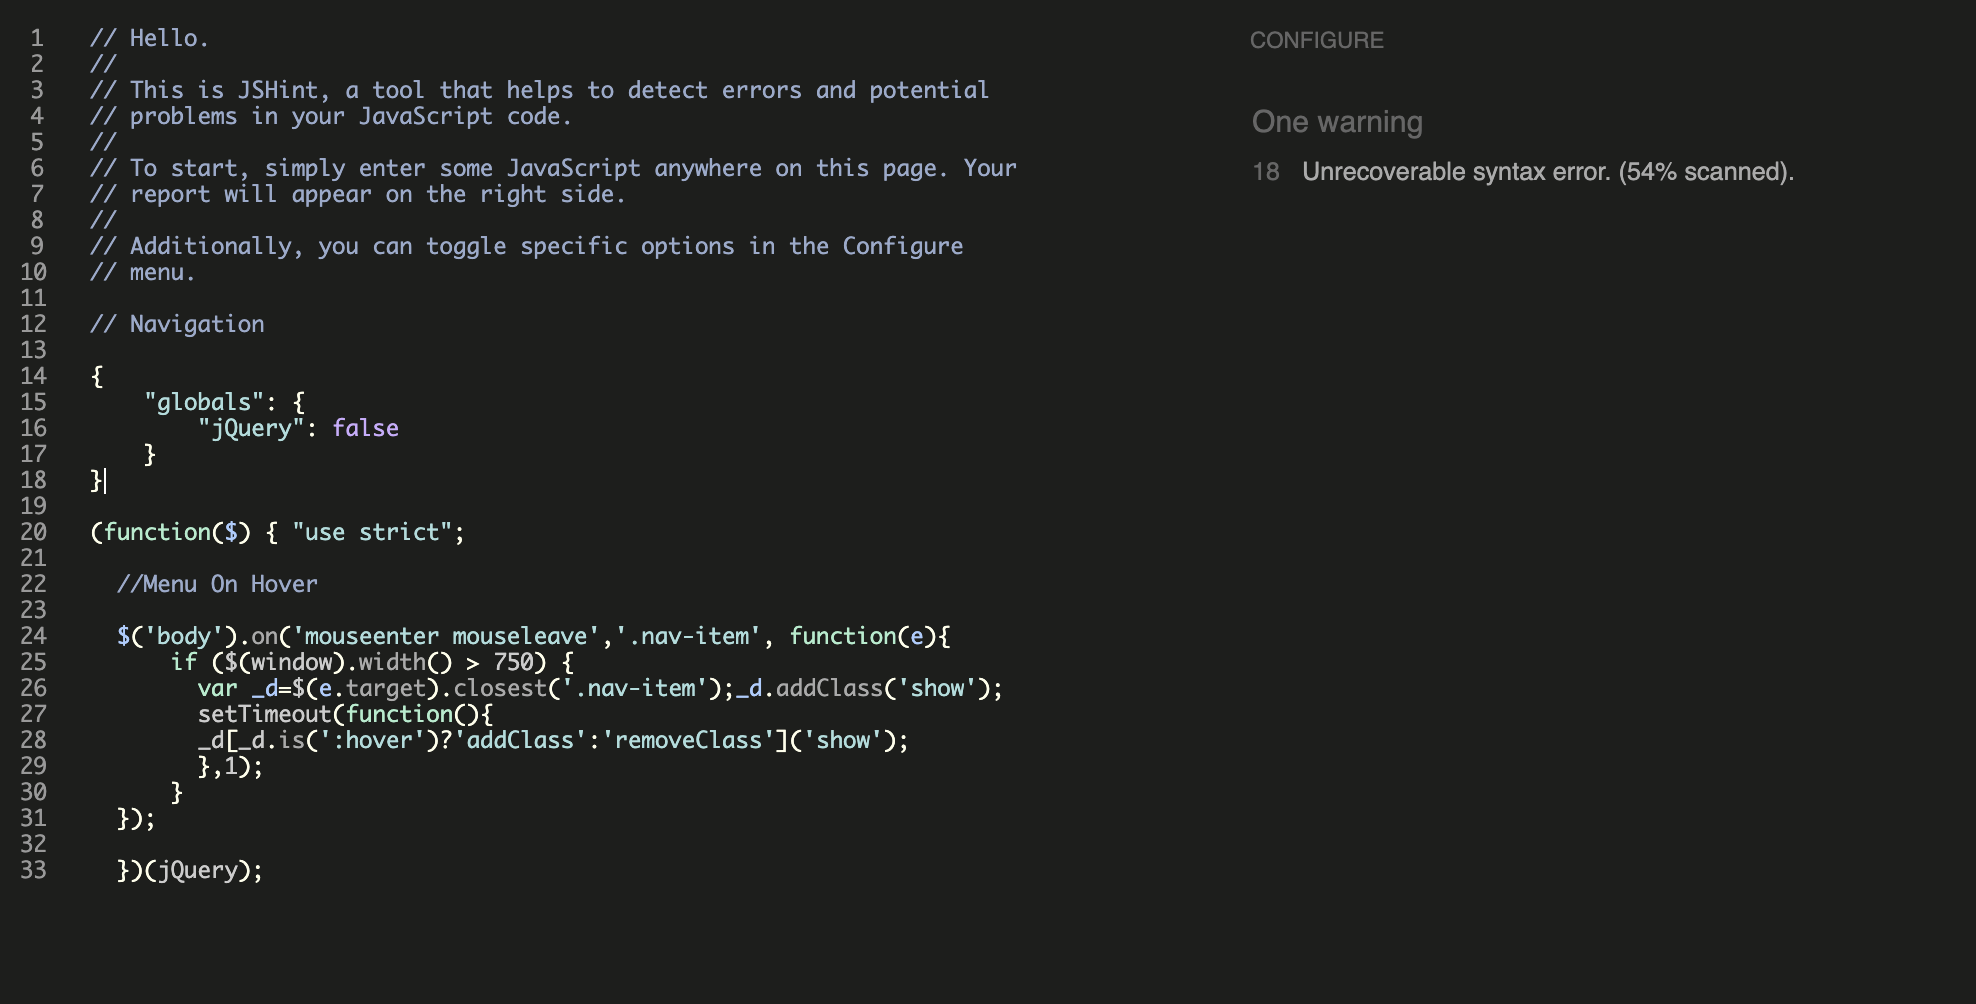 1 // Hello.
2 //
3 // This is JSHint, a tool that helps to detect errors and potential
4 // problems in your JavaScript code.
5 //
6 // To start, simply enter some JavaScript anywhere on this page. Your
7 // report will appear on the right side.
8 //
9 // Additionally, you can toggle specific options in the Configure
10 // menu.
11
12 // Navigation
13
14 {
15     "globals": {
16         "jQuery": false
17     }
18 }
19
20 (function($) { "use strict";
21
22   //Menu On Hover
23
24   $('body').on('mouseenter mouseleave','.nav-item', function(e){
25       if ($(window).width() > 750) {
26         var _d=$(e.target).closest('.nav-item');_d.addClass('show');
27         setTimeout(function(){
28         _d[_d.is(':hover')?'addClass':'removeClass']('show');
29         },1);
30       }
31   });
32
33   })(jQuery);
CONFIGURE
One warning
18 Unrecoverable syntax error. (54% scanned).